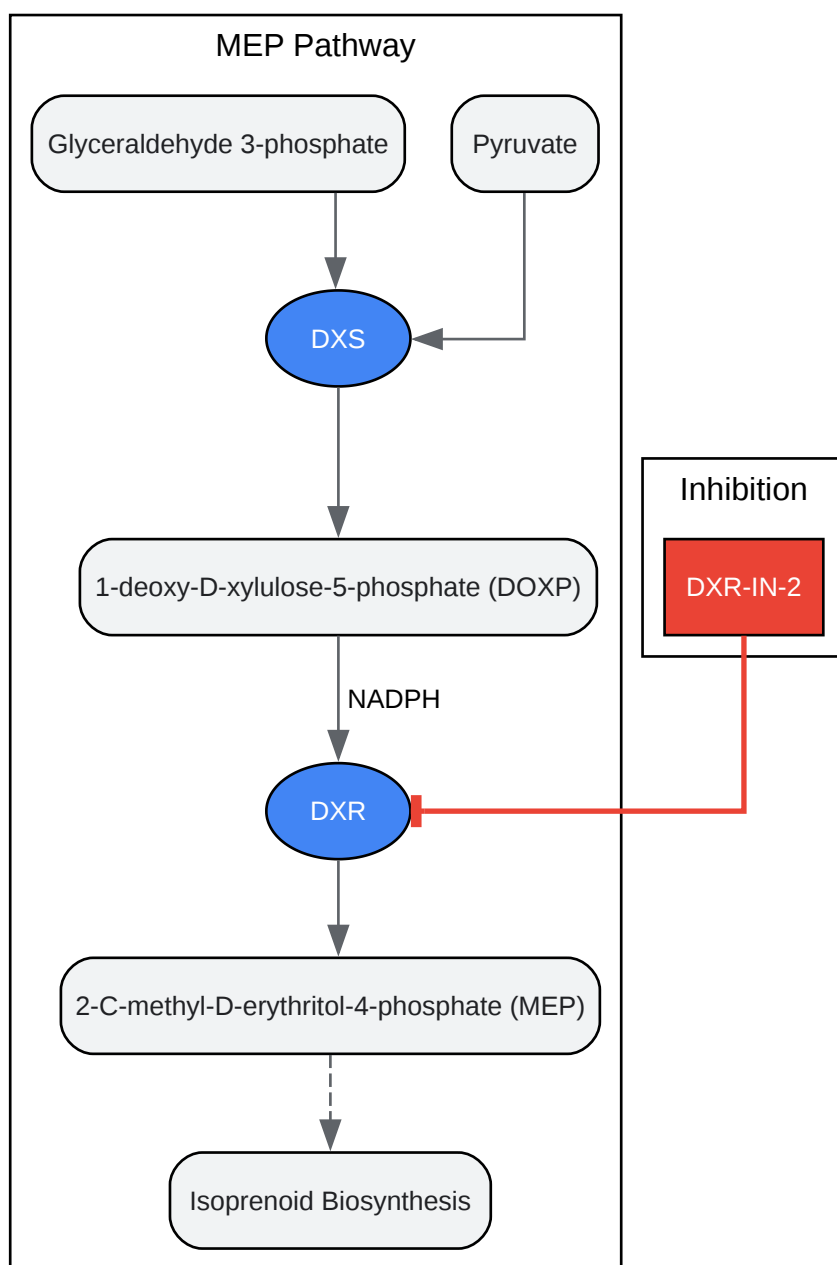 MEP Pathway
Glyceraldehyde 3-phosphate
Pyruvate
DXS
1-deoxy-D-xylulose-5-phosphate (DOXP)
NADPH
DXR
2-C-methyl-D-erythritol-4-phosphate (MEP)
Isoprenoid Biosynthesis
Inhibition
DXR-IN-2